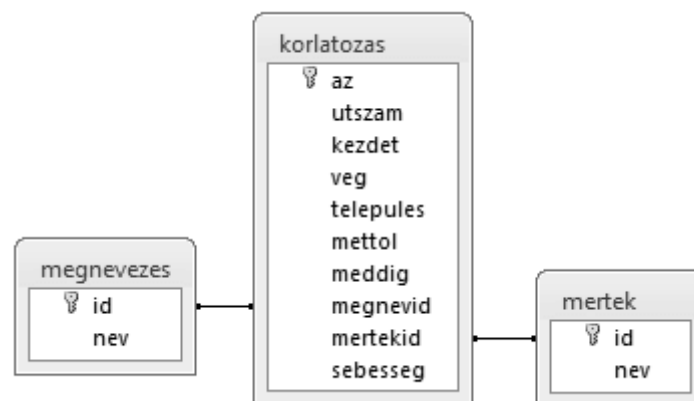 korlatozas
az
utszam
kezdet
veg
telepules
mettol
meddig
megnevid
mertekid
sebesseg
megnevezes
id
nev
mertek
id
nev